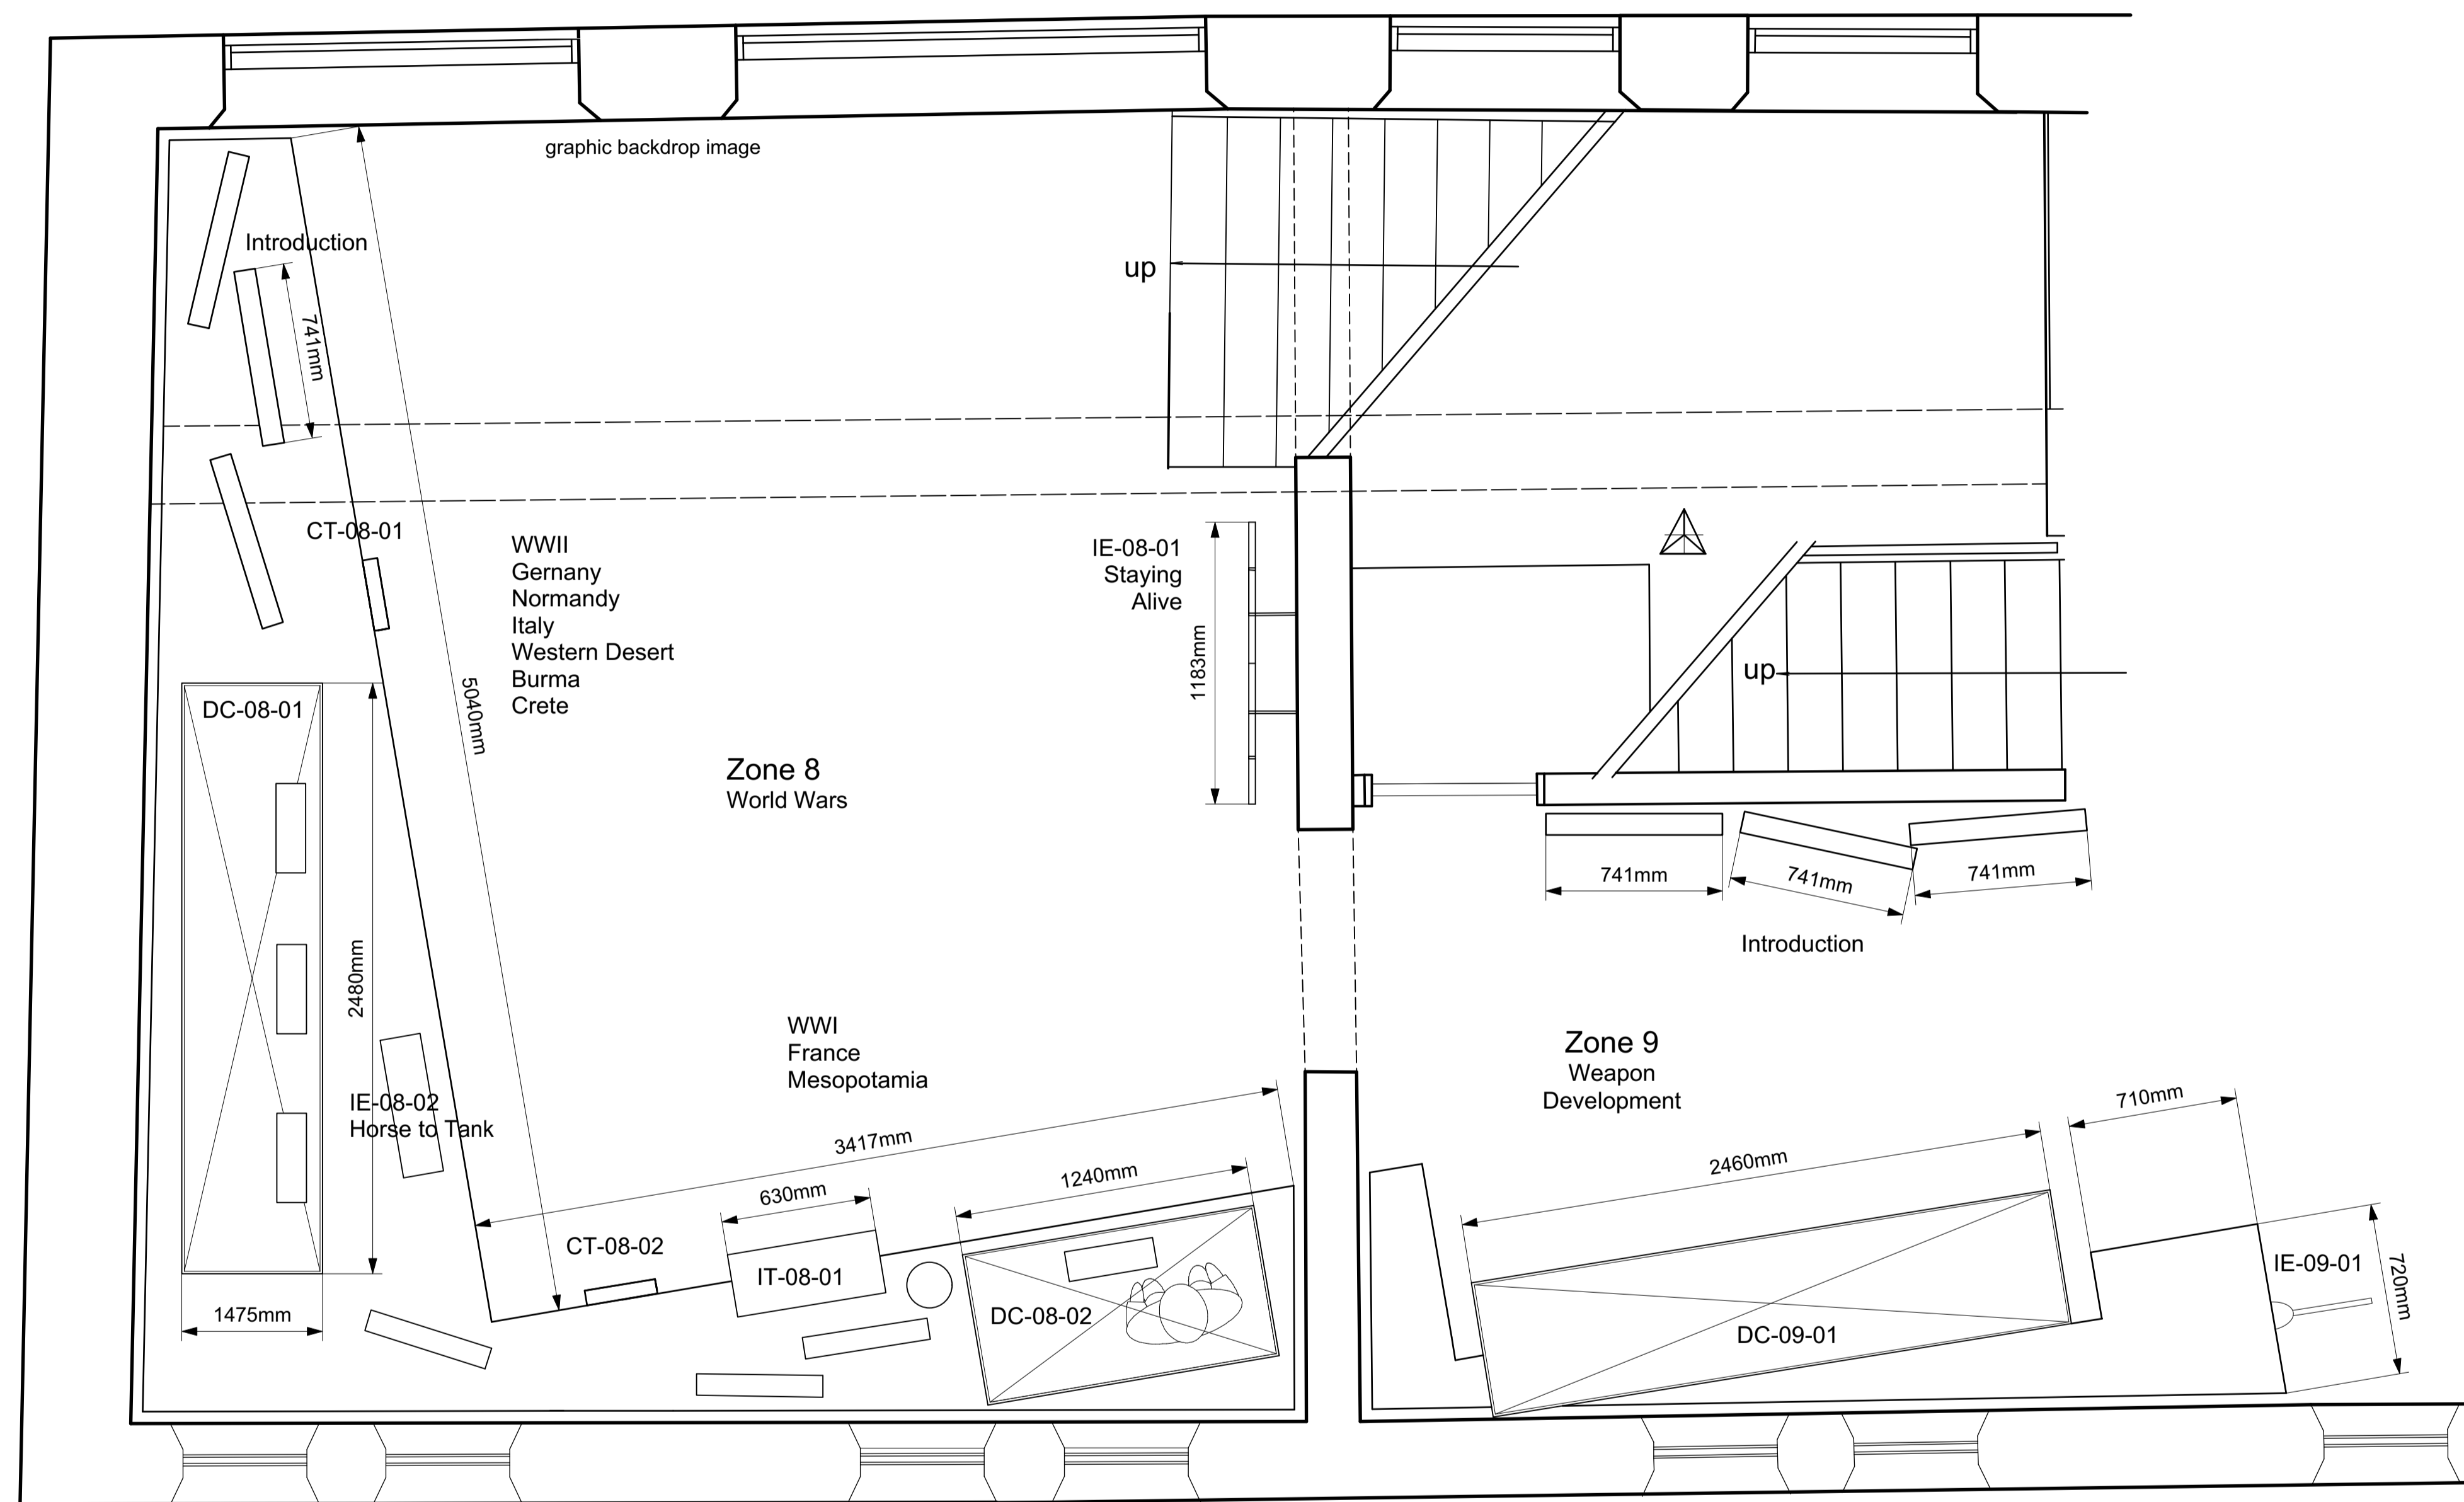 graphic backdrop image
Introduction
741mm
up
CT-08-01
WWII
Gernany
Normandy
Italy
Western Desert
Burma
Crete
IE-08-01
Staying
Alive
1183mm
5040mm
up
DC-08-01
Zone 8
World Wars
741mm
741mm
741mm
Introduction
2480mm
WWI
France
Mesopotamia
Zone 9
Weapon
Development
IE-08-02
Horse to Tank
3417mm
1240mm
630mm
2460mm
710mm
CT-08-02
IT-08-01
DC-08-02
DC-09-01
IE-09-01
720mm
1475mm